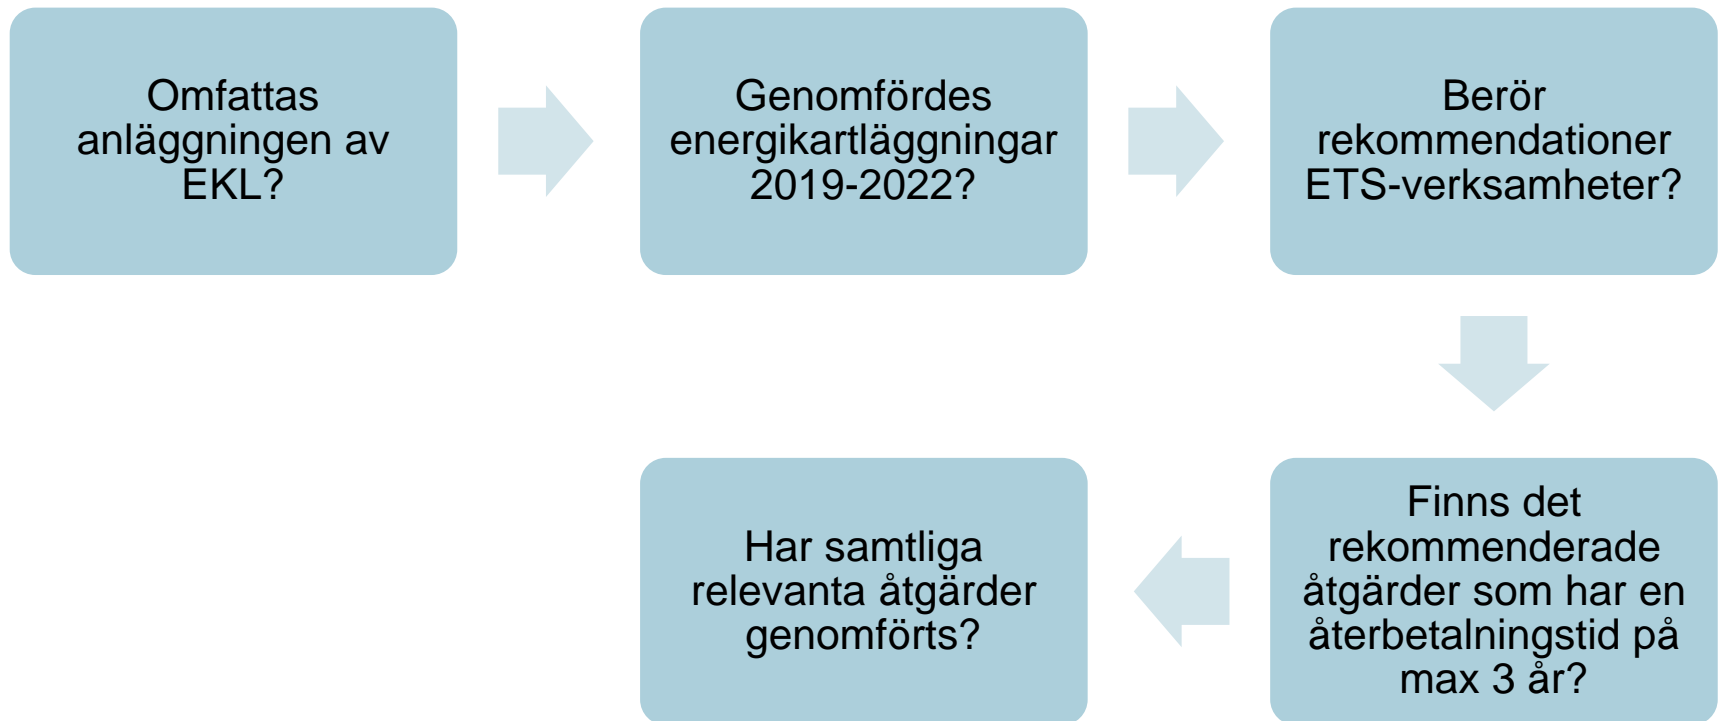 Omfattas
anläggningen av
EKL?
Genomfördes
energikartläggningar
2019-2022?
Berör
rekommendationer
ETS-verksamheter?
Finns det
rekommenderade
åtgärder som har en
återbetalningstid på
max 3 år?
Har samtliga
relevanta åtgärder
genomförts?